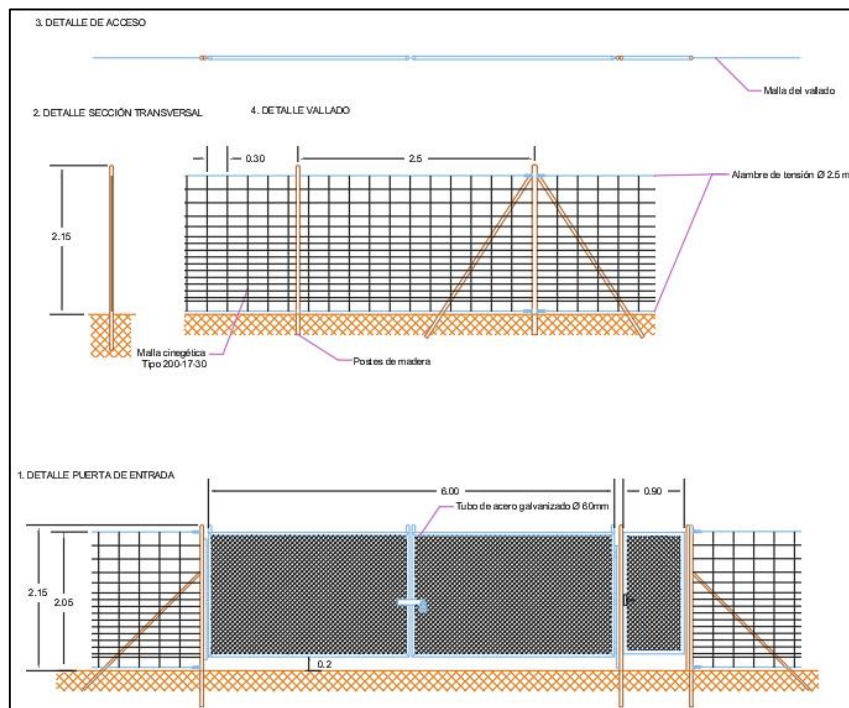 3. DETALLE DE ACCESO
Malla del vallado
2. DETALLE SECCIÓN TRANSVERSAL
4. DETALLE VALLADO
0.30
2.5
Alambre de tensión Ø 2.5 m
2.15
Malla cinegética
Tipo 200-17-30
Postes de madera
1. DETALLE PUERTA DE ENTRADA
6.00
0.90
Tubo de acero galvanizado Ø 60mm
2.15
2.05
0.2